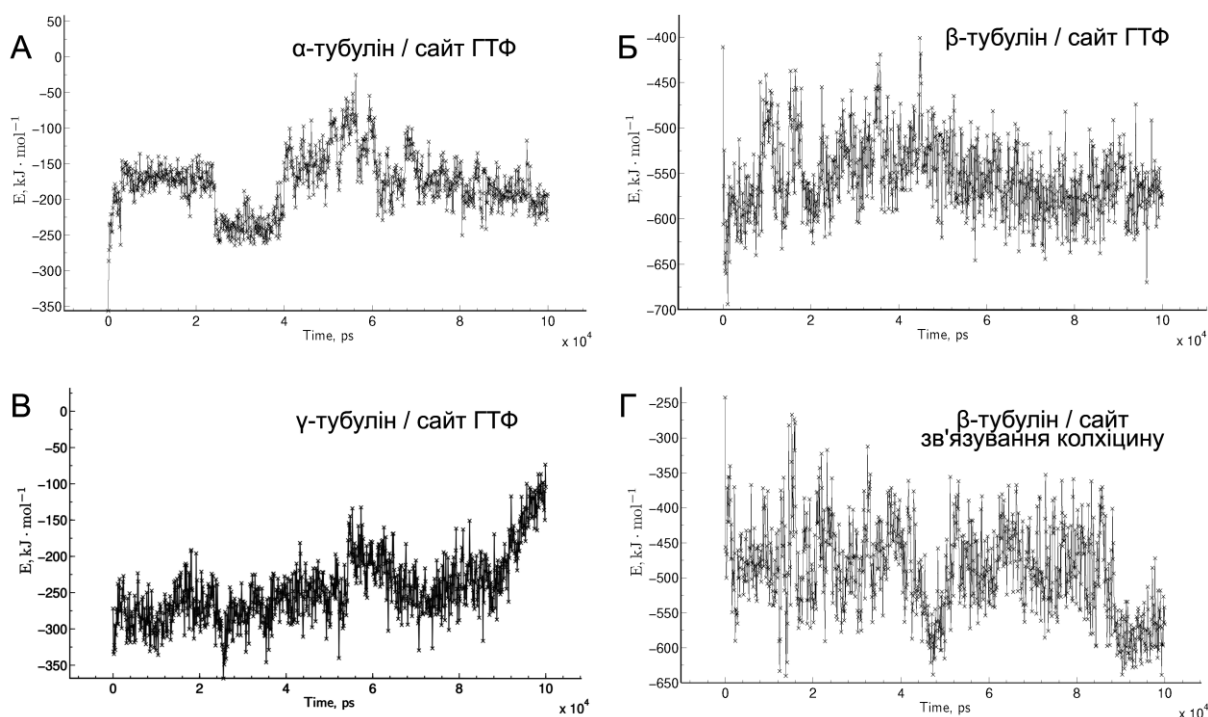 А
α-тубулін / сайт ГТФ
50
0
−50
−100
−150
−200
−250
−300
−350
E, kJ · mol⁻¹
0
2
4
6
8
10
Time, ps
x 10⁴
Б
β-тубулін / сайт ГТФ
−400
−450
−500
−550
−600
−650
−700
E, kJ · mol⁻¹
0
2
4
6
8
10
Time, ps
x 10⁴
В
γ-тубулін / сайт ГТФ
0
−50
−100
−150
−200
−250
−300
−350
E, kJ · mol⁻¹
0
2
4
6
8
10
Time, ps
x 10⁴
Г
β-тубулін / сайт
зв'язування колхіцину
−250
−300
−350
−400
−450
−500
−550
−600
−650
E, kJ · mol⁻¹
0
2
4
6
8
10
Time, ps
x 10⁴